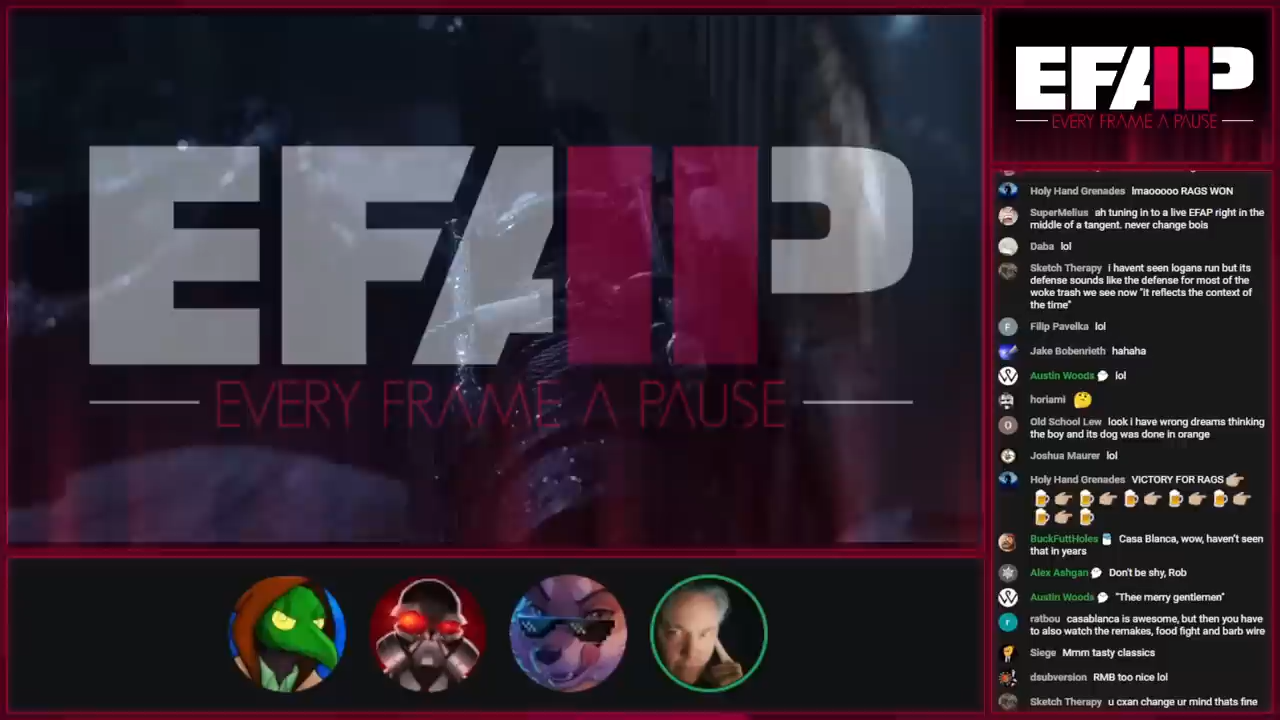 EFAP
EVERY FRAME A PAUSE
EFAP
EVERY FRAME A PAUSE
Holy Hand Grenades lmaooooo RAGS WON
SuperMelius ah tuning in to a live EFAP right in the
middle of a tangent. never change bois
Daba lol
Sketch Therapy i havent seen logans run but its
defense sounds like the defense for most of the
woke trash we see now "it reflects the context of
the time"
F Filip Pavelka lol
Jake Bobenrieth hahaha
Austin Woods lol
horiami 🤔
O Old School Lew look i have wrong dreams thinking
the boy and its dog was done in orange
Joshua Maurer lol
Holy Hand Grenades VICTORY FOR RAGS 👉
🍺👉🍺👉🍺👉🍺👉🍺👉
🍺👉🍺
BuckFuttHoles Casa Blanca, wow, haven't seen
that in years
Alex Ashgan Don't be shy, Rob
Austin Woods "Thee merry gentlemen"
r ratbou casablanca is awesome, but then you have
to also watch the remakes, food fight and barb wire
Siege Mmm tasty classics
dsubversion RMB too nice lol
Sketch Therapy u cxan change ur mind thats fine